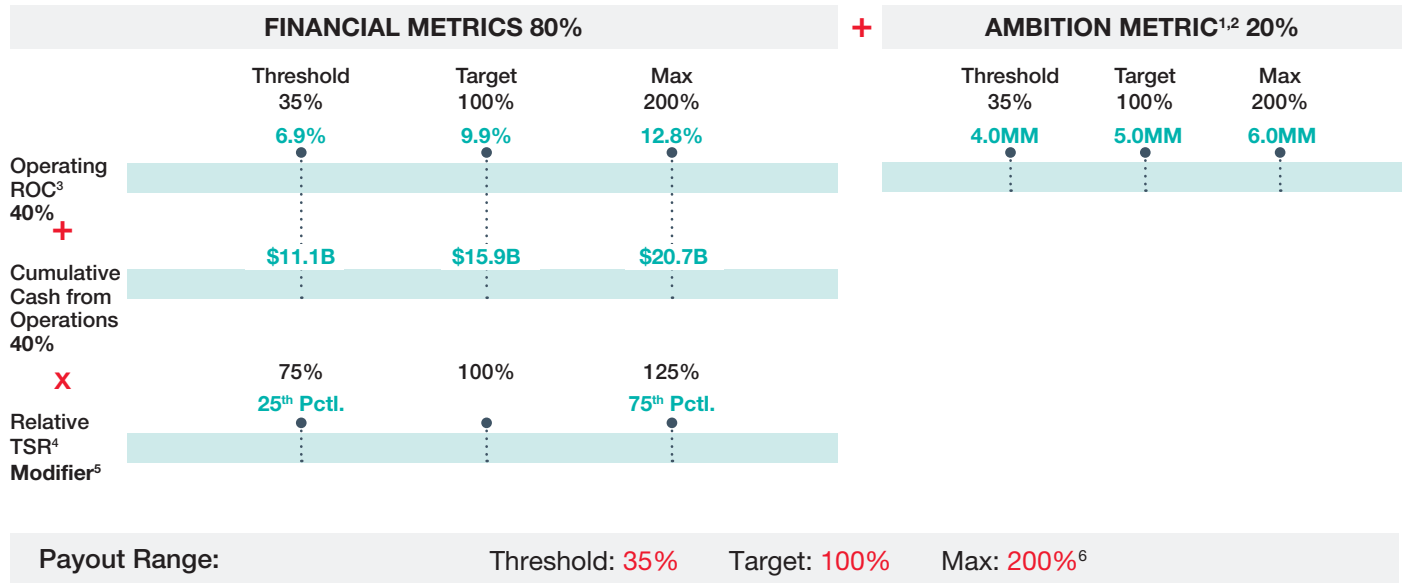 FINANCIAL METRICS 80%
+
AMBITION METRIC¹,² 20%
Threshold Target Max
35% 100% 200%
6.9% 9.9% 12.8%
Threshold Target Max
35% 100% 200%
4.0MM 5.0MM 6.0MM
Operating
ROC³
40%
+
$11.1B $15.9B $20.7B
Cumulative
Cash from
Operations
40%
x
75% 100% 125%
25th Pctl. 75th Pctl.
Relative
TSR⁴
Modifier⁵
Payout Range: Threshold: 35% Target: 100% Max: 200%⁶